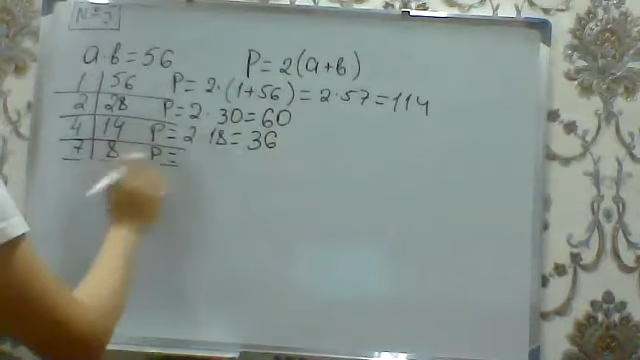 N=5
a·b=56 P=2(a+b)
1 56 P=2·(1+56)=2·57=114
2 28 P=2·30=60
4 14 P=2 18=36
7 8 P=